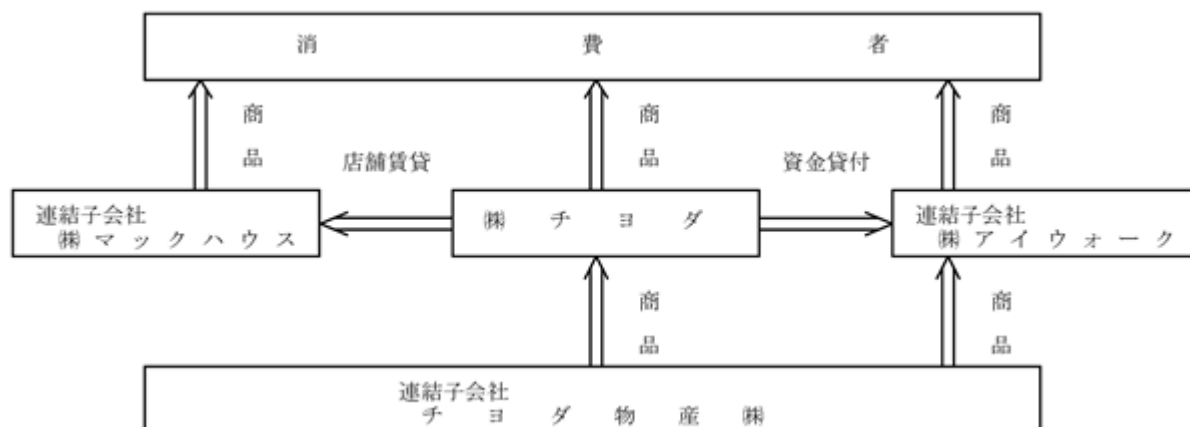 消費者
商品
商品
商品
店舗賃貸
資金貸付
連結子会社
㈱マックハウス
㈱チヨダ
連結子会社
㈱アイウォーク
商品
商品
連結子会社
チヨダ物産㈱